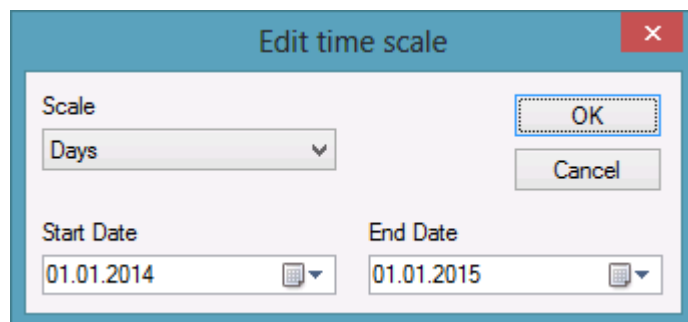 Edit time scale
Scale
OK
Days
Cancel
Start Date
End Date
01.01.2014
01.01.2015